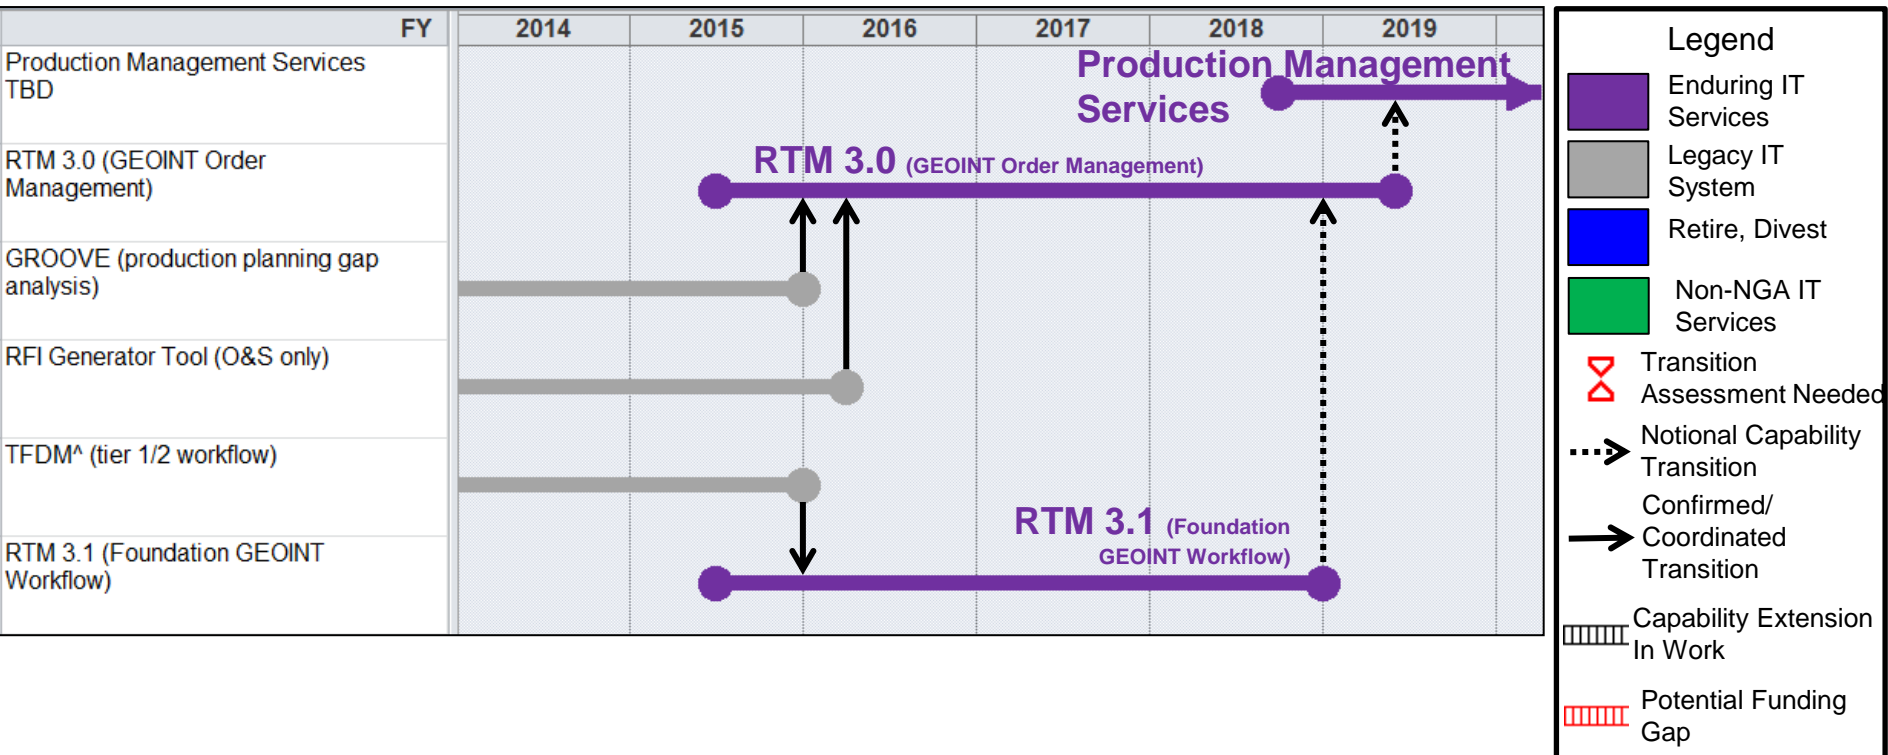 FY 2014 2015 2016 2017 2018 2019
Production Management Services
TBD
Production Management
Services
RTM 3.0 (GEOINT Order
Management)
RTM 3.0 (GEOINT Order Management)
GROOVE (production planning gap
analysis)
RFI Generator Tool (O&S only)
TFDM^ (tier 1/2 workflow)
RTM 3.1 (Foundation GEOINT
Workflow)
RTM 3.1 (Foundation
GEOINT Workflow)
Legend
Enduring IT
Services
Legacy IT
System
Retire, Divest
Non-NGA IT
Services
Transition
Assessment Needed
Notional Capability
Transition
Confirmed/
Coordinated
Transition
Capability Extension
In Work
Potential Funding
Gap